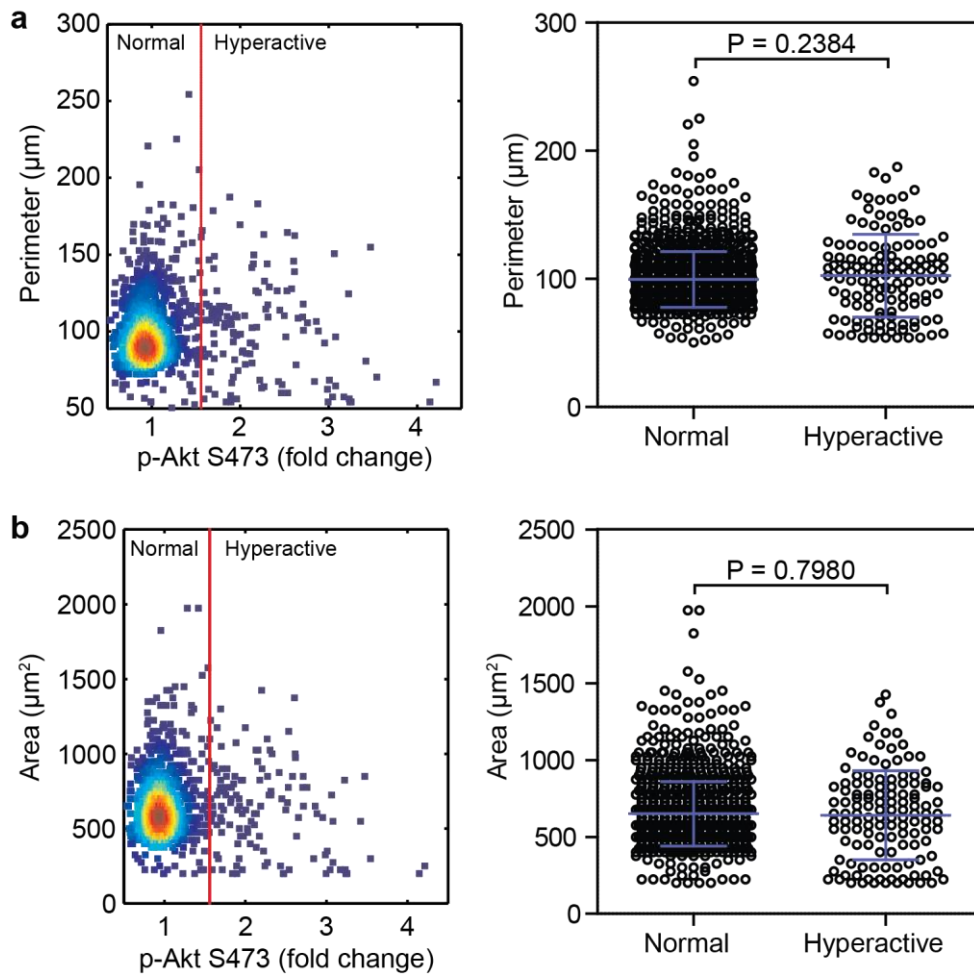 a
300
250
200
150
100
50
Perimeter (µm)
Normal
Hyperactive
1
2
3
4
p-Akt S473 (fold change)
300
200
100
0
Perimeter (µm)
P = 0.2384
Normal
Hyperactive
b
2500
2000
1500
1000
500
0
Area (µm²)
Normal
Hyperactive
1
2
3
4
p-Akt S473 (fold change)
2500
2000
1500
1000
500
0
Area (µm²)
P = 0.7980
Normal
Hyperactive